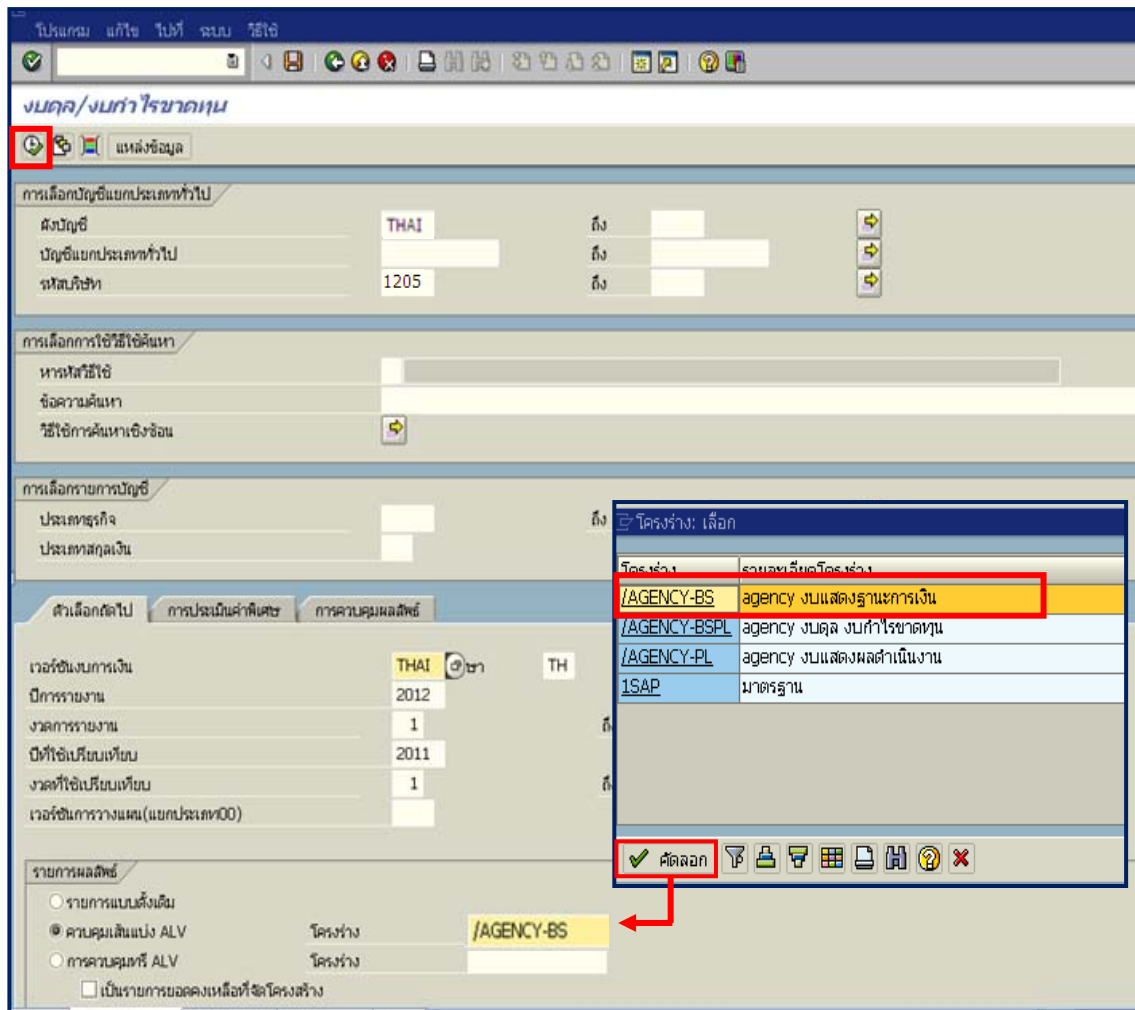 โปรแกรม แก้ไข ไปที่ ระบบ วิธีใช้
งบดุล/งบกำไรขาดทุน
แหล่งข้อมูล
การเลือกบัญชีแยกประเภททั่วไป
ผังบัญชี THAI ถึง
บัญชีแยกประเภททั่วไป ถึง
รหัสบริษัท 1205 ถึง
การเลือกการใช้วิธีใช้ค้นหา
หารหัสวิธีใช้
ข้อความค้นหา
วิธีใช้การค้นหาเชิงซ้อน
การเลือกรายการบัญชี
ประเภทธุรกิจ ถึง
ประเภทสกุลเงิน
ตัวเลือกถัดไป การประเมินค่าพิเศษ การควบคุมผลลัพธ์
เวอร์ชันงบการเงิน THAI ษา TH
ปีการรายงาน 2012
งวดการรายงาน 1
ปีที่ใช้เปรียบเทียบ 2011
งวดที่ใช้เปรียบเทียบ 1
เวอร์ชันการวางแผน(แยกประเภท00)
รายการผลลัพธ์
รายการแบบดั้งเดิม
ควบคุมเส้นแบ่ง ALV โครงร่าง /AGENCY-BS
การควบคุมทรี ALV โครงร่าง
เป็นรายการยอดคงเหลือที่จัดโครงสร้าง
โครงร่าง: เลือก
โครงร่าง รายละเอียดโครงร่าง
/AGENCY-BS agency งบแสดงฐานะการเงิน
/AGENCY-BSPL agency งบดุล งบกำไรขาดทุน
/AGENCY-PL agency งบแสดงผลดำเนินงาน
1SAP มาตรฐาน
คัดลอก